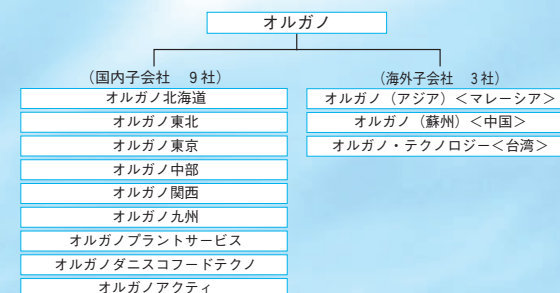 オルガノ
(国内子会社 9社)
オルガノ北海道
オルガノ東北
オルガノ東京
オルガノ中部
オルガノ関西
オルガノ九州
オルガノプラントサービス
オルガノダニスコフードテクノ
オルガノアクティ
(海外子会社 3社)
オルガノ(アジア)<マレーシア>
オルガノ(蘇州)<中国>
オルガノ・テクノロジー<台湾>